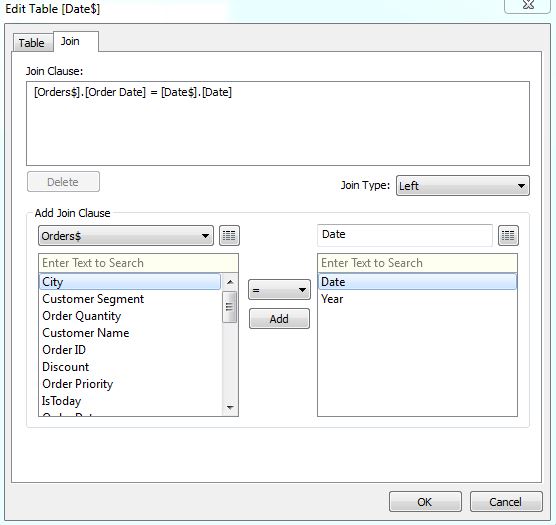 Edit Table [Date$]
Table Join
Join Clause:
[Orders$].[Order Date] = [Date$].[Date]
Delete
Join Type: Left
Add Join Clause
Orders$ Date
Enter Text to Search Enter Text to Search
City = Date
Customer Segment Year
Order Quantity Add
Customer Name
Order ID
Discount
Order Priority
IsToday
OK Cancel